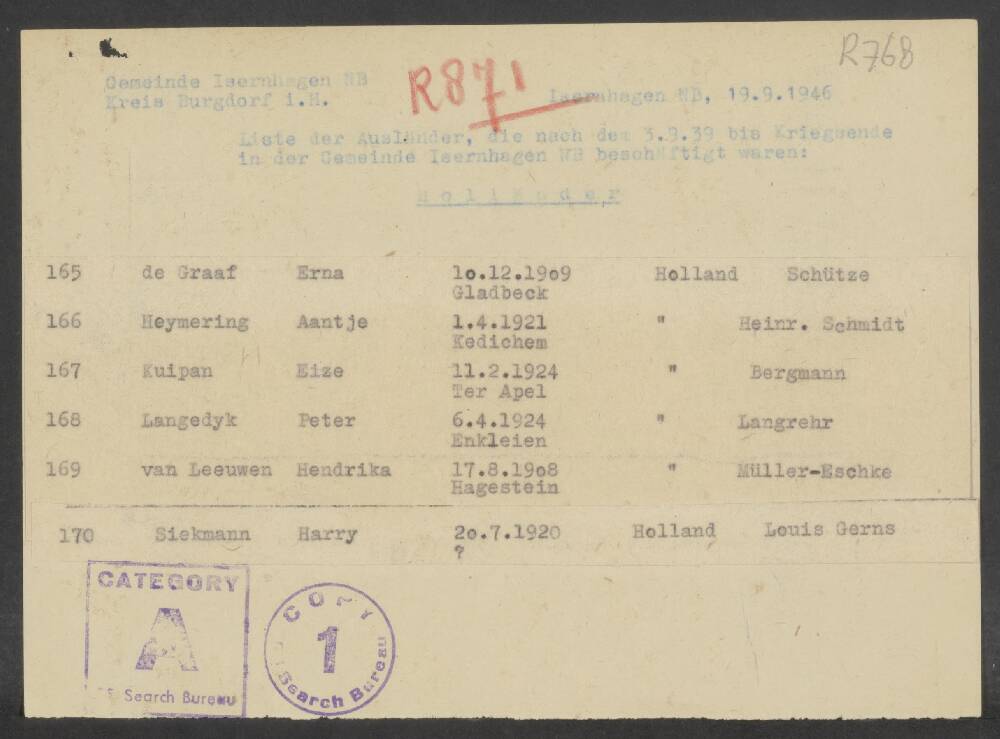 R768
Gemeinde Isernhagen NB
Kreis Burgdorf i.H.
R871
Isernhagen NB, 19.9.1946
Liste der Ausländer, die nach dem 3.9.39 bis Kriegsende
in der Gemeinde Isernhagen NB beschäftigt waren:
Holländer
165 de Graaf Erna 1o.12.19o9 Holland Schütze
Gladbeck
166 Heymering Aantje 1.4.1921 " Heinr. Schmidt
Kedichem
167 Kuipan Eize 11.2.1924 " Bergmann
Ter Apel
168 Langedyk Peter 6.4.1924 " Langrehr
Enkleien
169 van Leeuwen Hendrika 17.8.19o8 " Müller-Eschke
Hagestein
170 Siekmann Harry 2o.7.1920 Holland Louis Gerns
?
CATEGORY
A
Search Bureau
COPY
1
Search Bureau